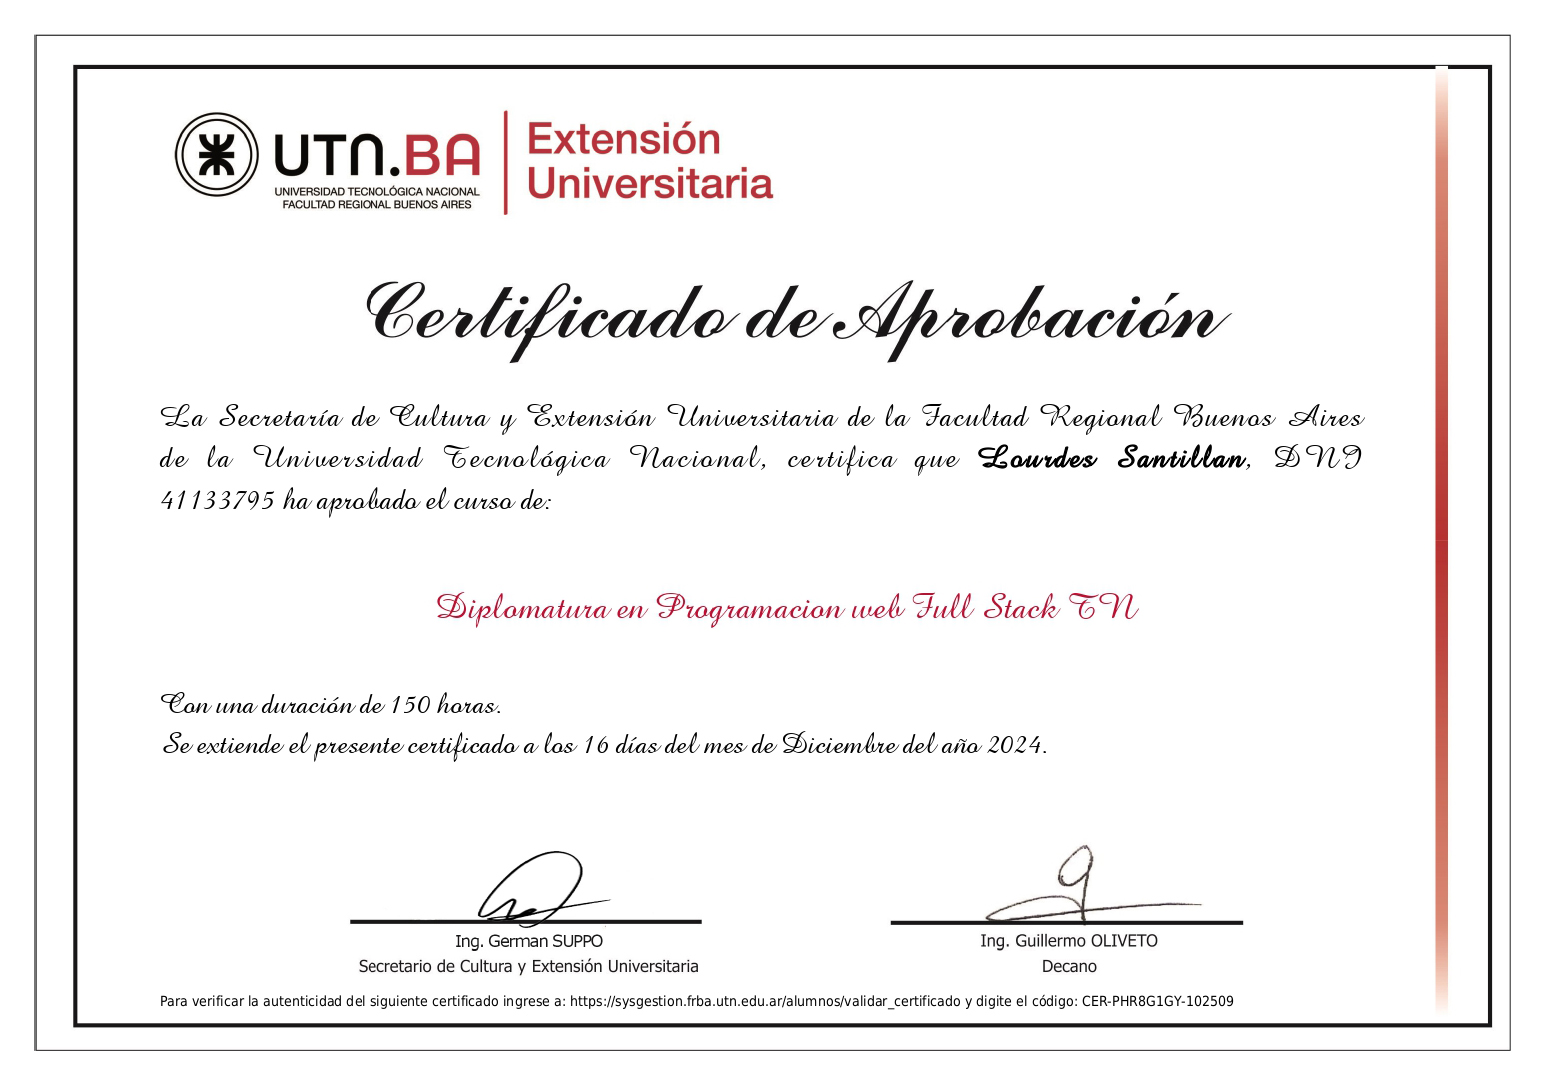 UTN.BA
UNIVERSIDAD TECNOLÓGICA NACIONAL
FACULTAD REGIONAL BUENOS AIRES
Extensión
Universitaria
Certificado de Aprobación
La Secretaría de Cultura y Extensión Universitaria de la Facultad Regional Buenos Aires
de la Universidad Tecnológica Nacional, certifica que Lourdes Santillan, DNI
41133795 ha aprobado el curso de:
Diplomatura en Programacion web Full Stack TN
Con una duración de 150 horas.
Se extiende el presente certificado a los 16 días del mes de Diciembre del año 2024.
Ing. German SUPPO
Secretario de Cultura y Extensión Universitaria
Ing. Guillermo OLIVETO
Decano
Para verificar la autenticidad del siguiente certificado ingrese a: https://sysgestion.frba.utn.edu.ar/alumnos/validar_certificado y digite el código: CER-PHR8G1GY-102509